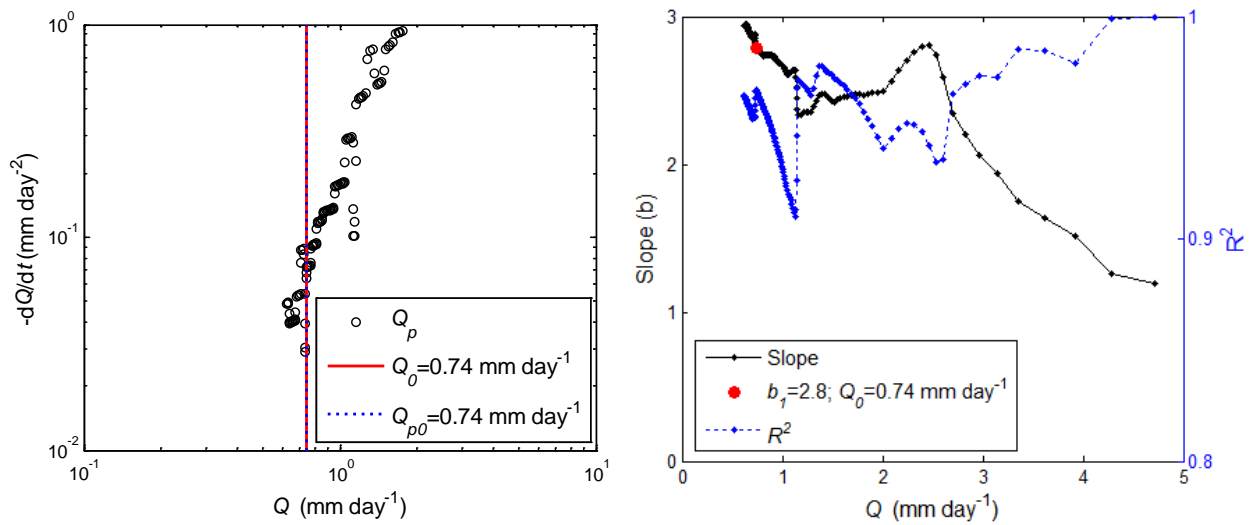 10^0
10^-1
10^-2
-dQ/dt (mm day^-2)
10^-1
10^0
10^1
Q (mm day^-1)
Q_p
Q_0=0.74 mm day^-1
Q_p0=0.74 mm day^-1
3
2
1
0
Slope (b)
1
0.9
0.8
R^2
0
1
2
3
4
5
Q (mm day^-1)
Slope
b_1=2.8; Q_0=0.74 mm day^-1
R^2